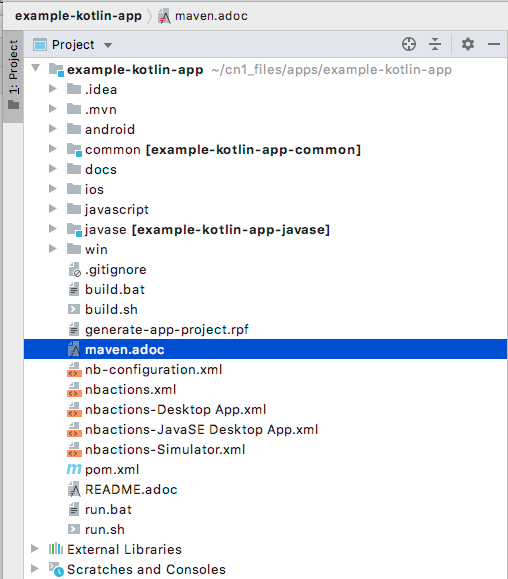 example-kotlin-app maven.adoc
1: Project
Project
example-kotlin-app ~/cn1_files/apps/example-kotlin-app
.idea
.mvn
android
common [example-kotlin-app-common]
docs
ios
javascript
javase [example-kotlin-app-javase]
win
.gitignore
build.bat
build.sh
generate-app-project.rpf
maven.adoc
nb-configuration.xml
nbactions.xml
nbactions-Desktop App.xml
nbactions-JavaSE Desktop App.xml
nbactions-Simulator.xml
pom.xml
README.adoc
run.bat
run.sh
External Libraries
Scratches and Consoles